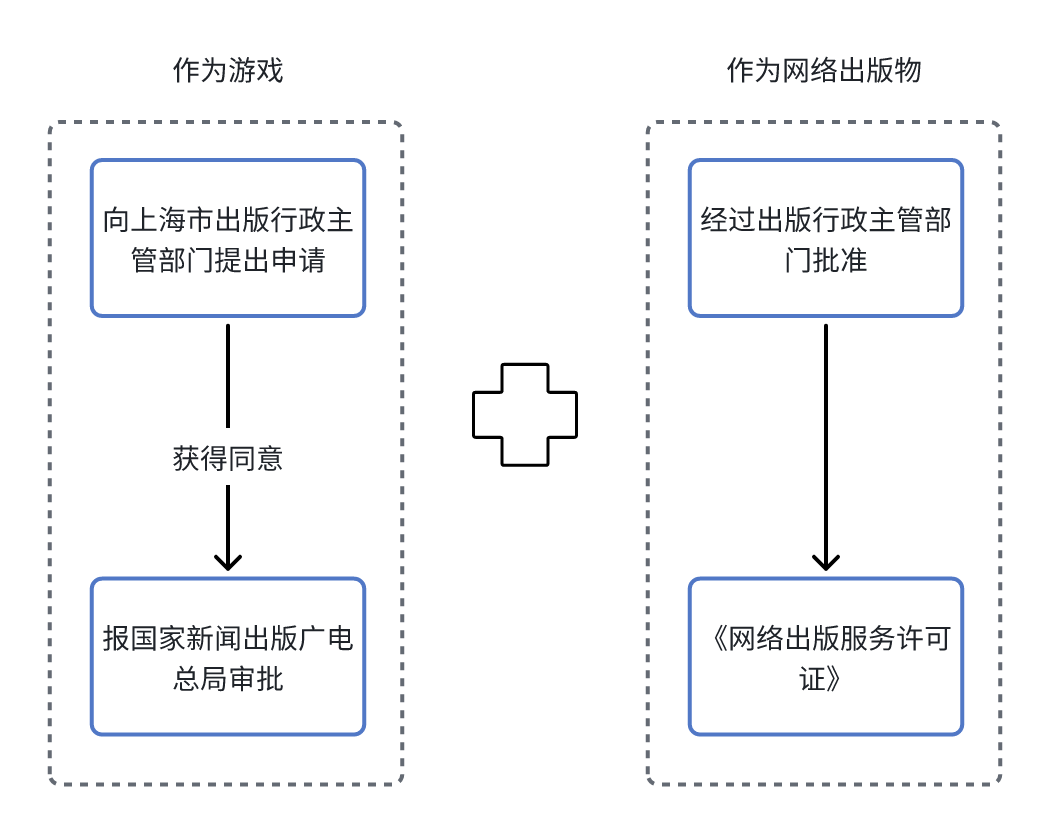 作为游戏
向上海市出版行政主
管部门提出申请
获得同意
报国家新闻出版广电
总局审批
作为网络出版物
经过出版行政主管部
门批准
《网络出版服务许可
证》